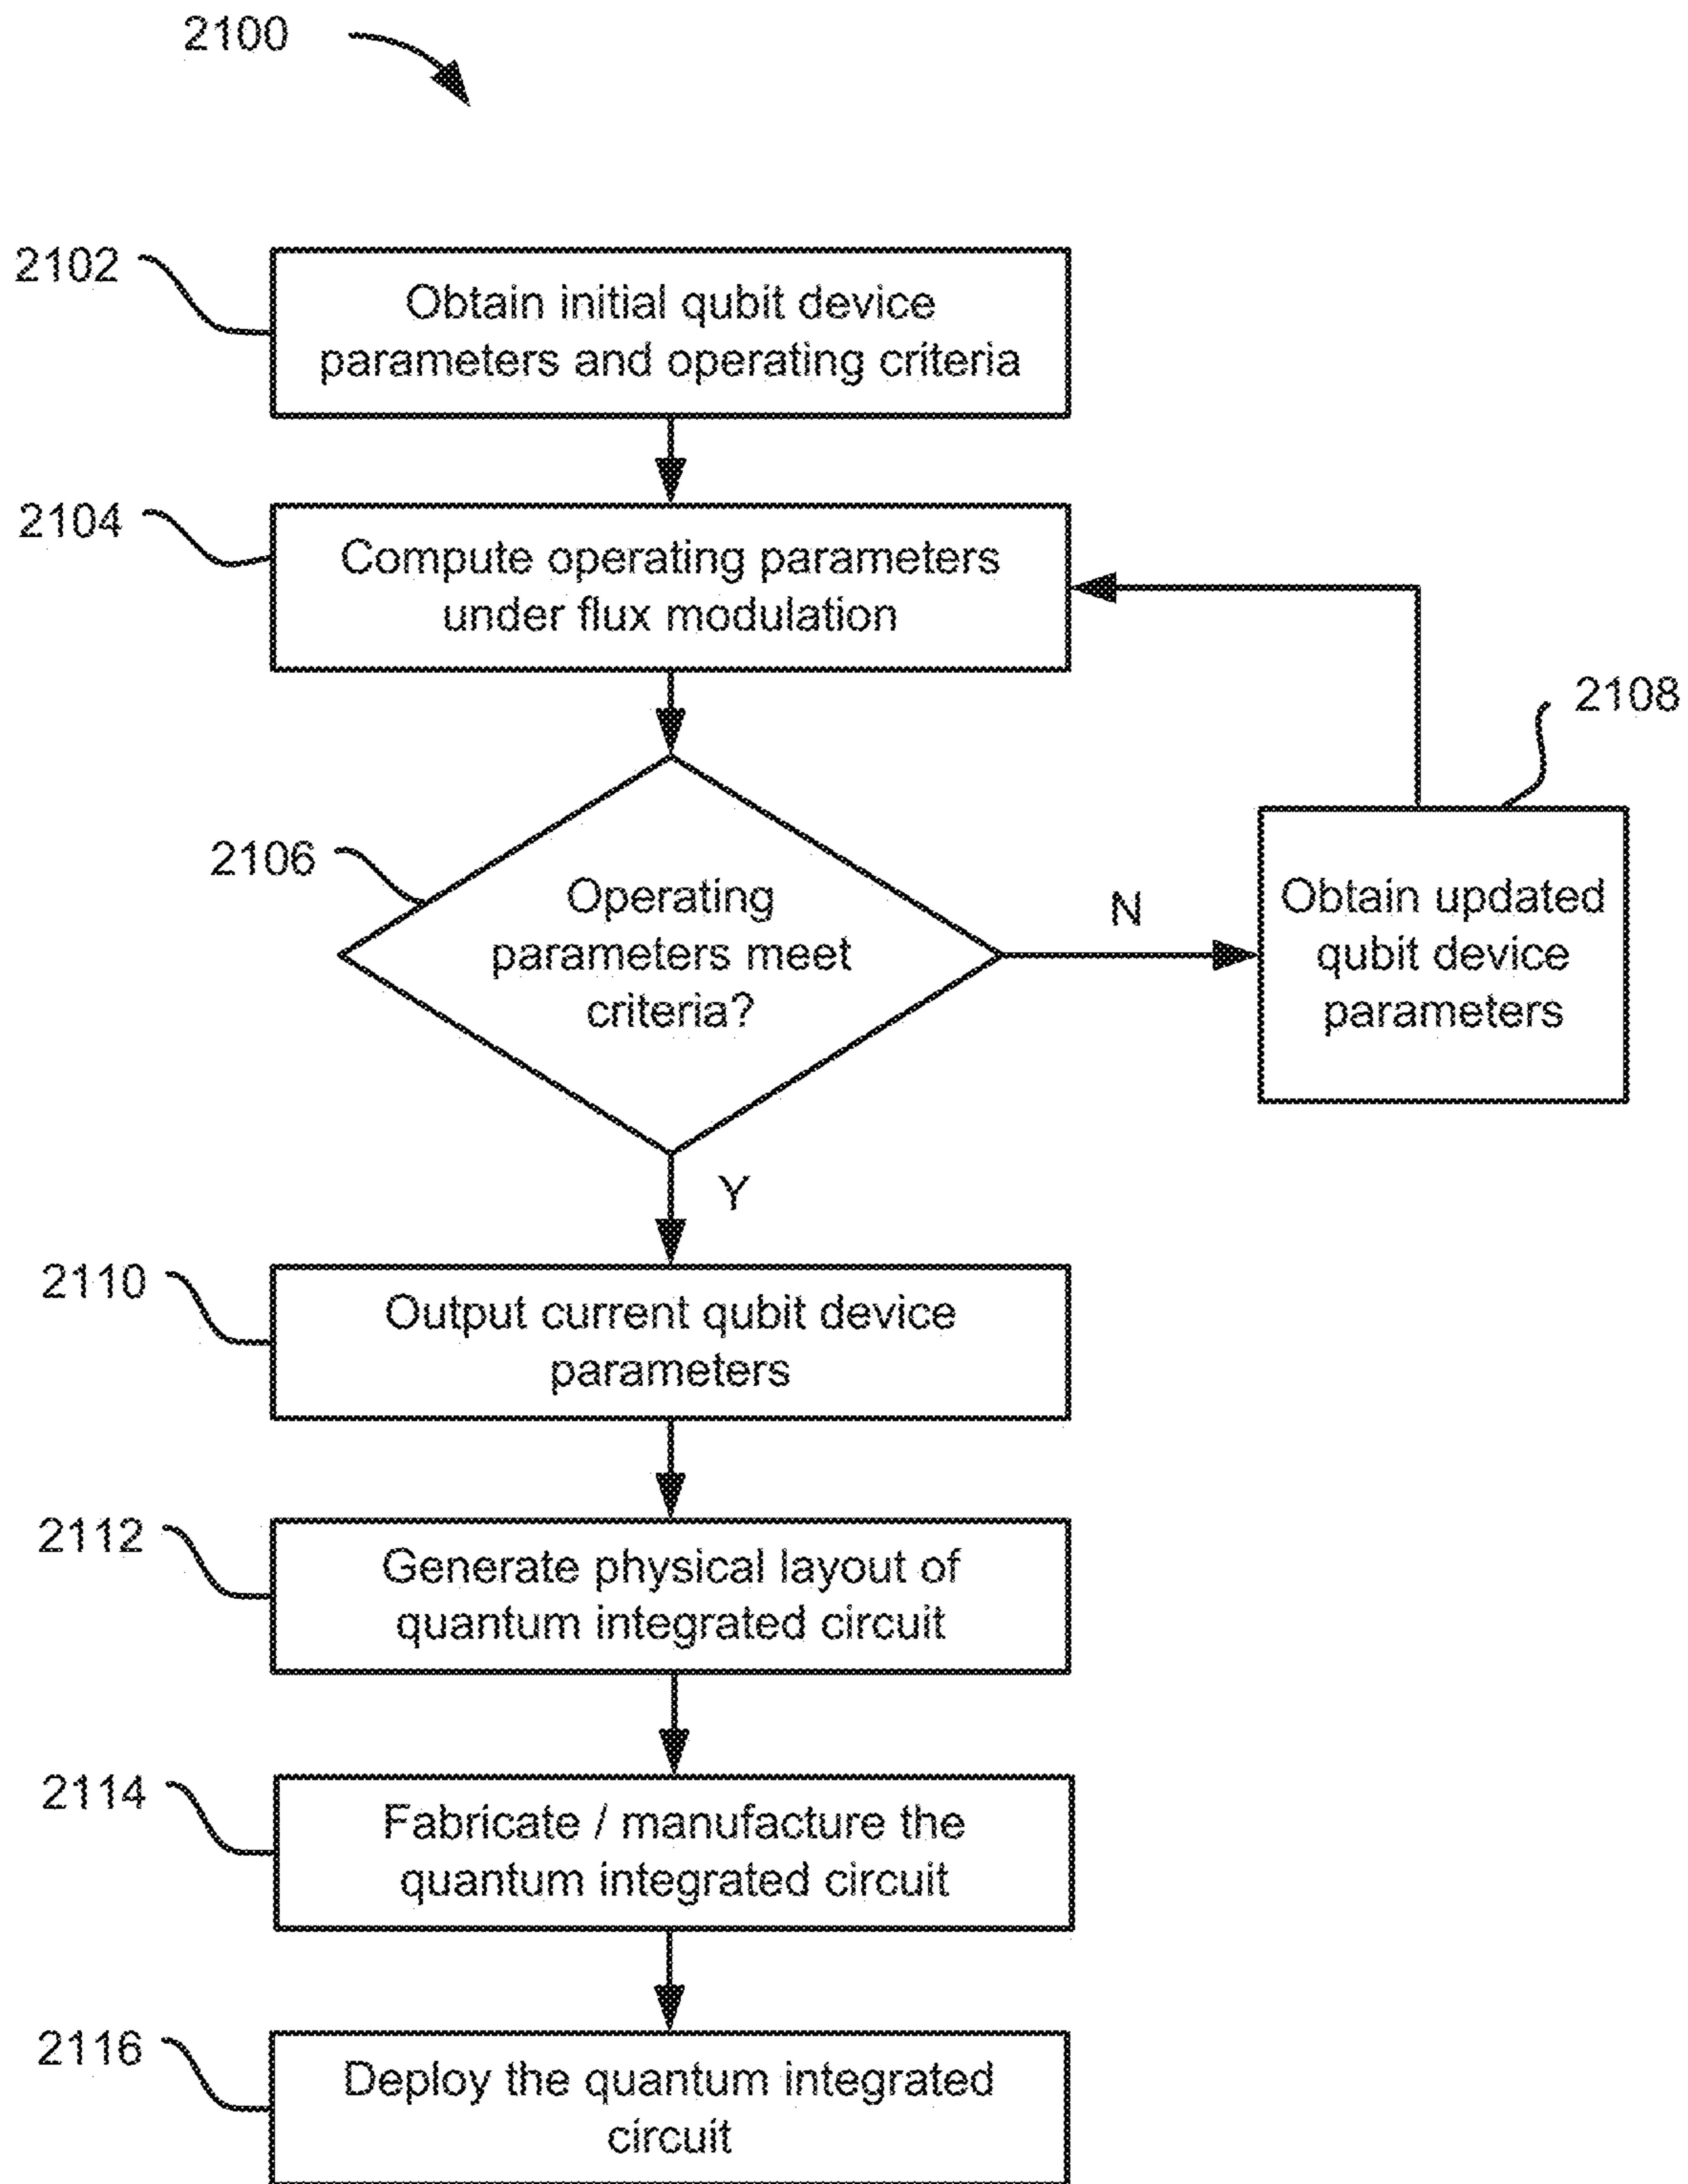 2100
2102
Obtain initial qubit device
parameters and operating criteria
2104
Compute operating parameters
under flux modulation
2108
2106
Operating
parameters meet
criteria?
N
Obtain updated
qubit device
parameters
Y
2110
Output current qubit device
parameters
2112
Generate physical layout of
quantum integrated circuit
2114
Fabricate / manufacture the
quantum integrated circuit
2116
Deploy the quantum integrated
circuit